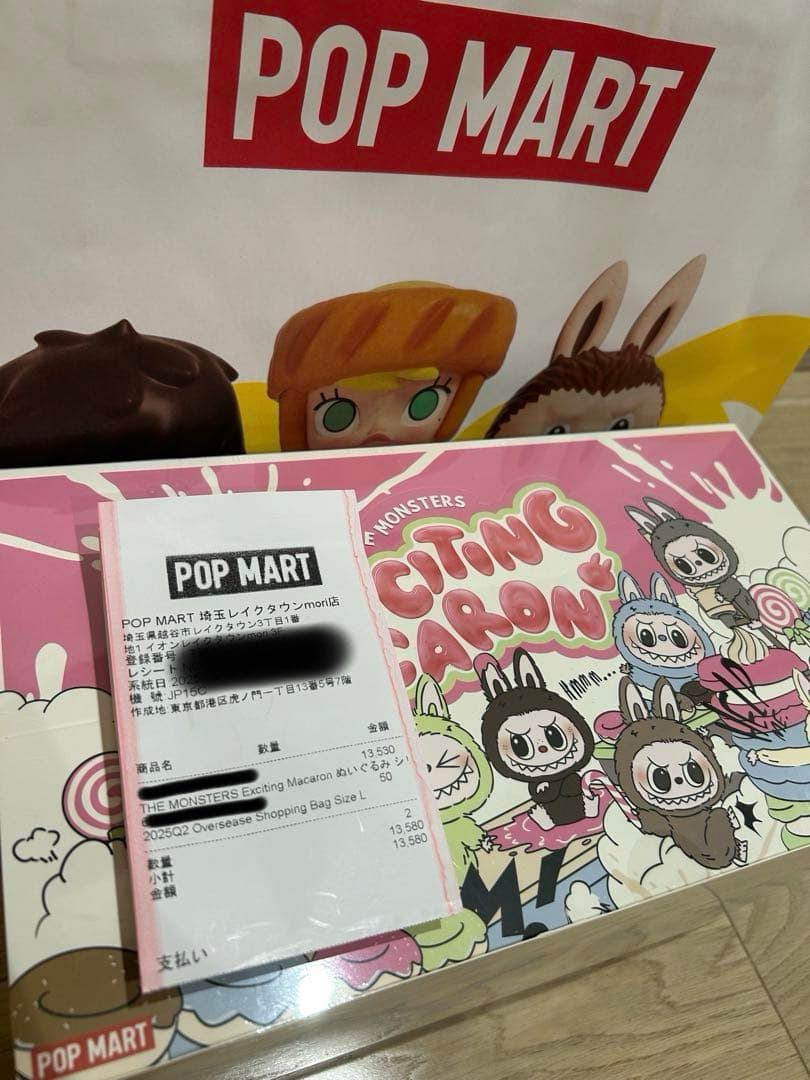 POP MART
E MONSTERS
CITING
CARON
Hmmm...
M!
POP MART
POP MART 埼玉レイクタウンmori店
埼玉県越谷市レイクタウン3丁目1番
地1 イオンレイクタウンmori 3F
登録番号
レシート
系統日 202
機 號 JP15C
作成地 東京都港区虎ノ門一丁目13番5号7階
商品名 数量 金額
13,530
THE MONSTERS Exciting Macaron ぬいぐるみ シリ
50
2025Q2 Oversease Shopping Bag Size L
数量 2
小計 13,580
金額 13,580
支払い
POP MART